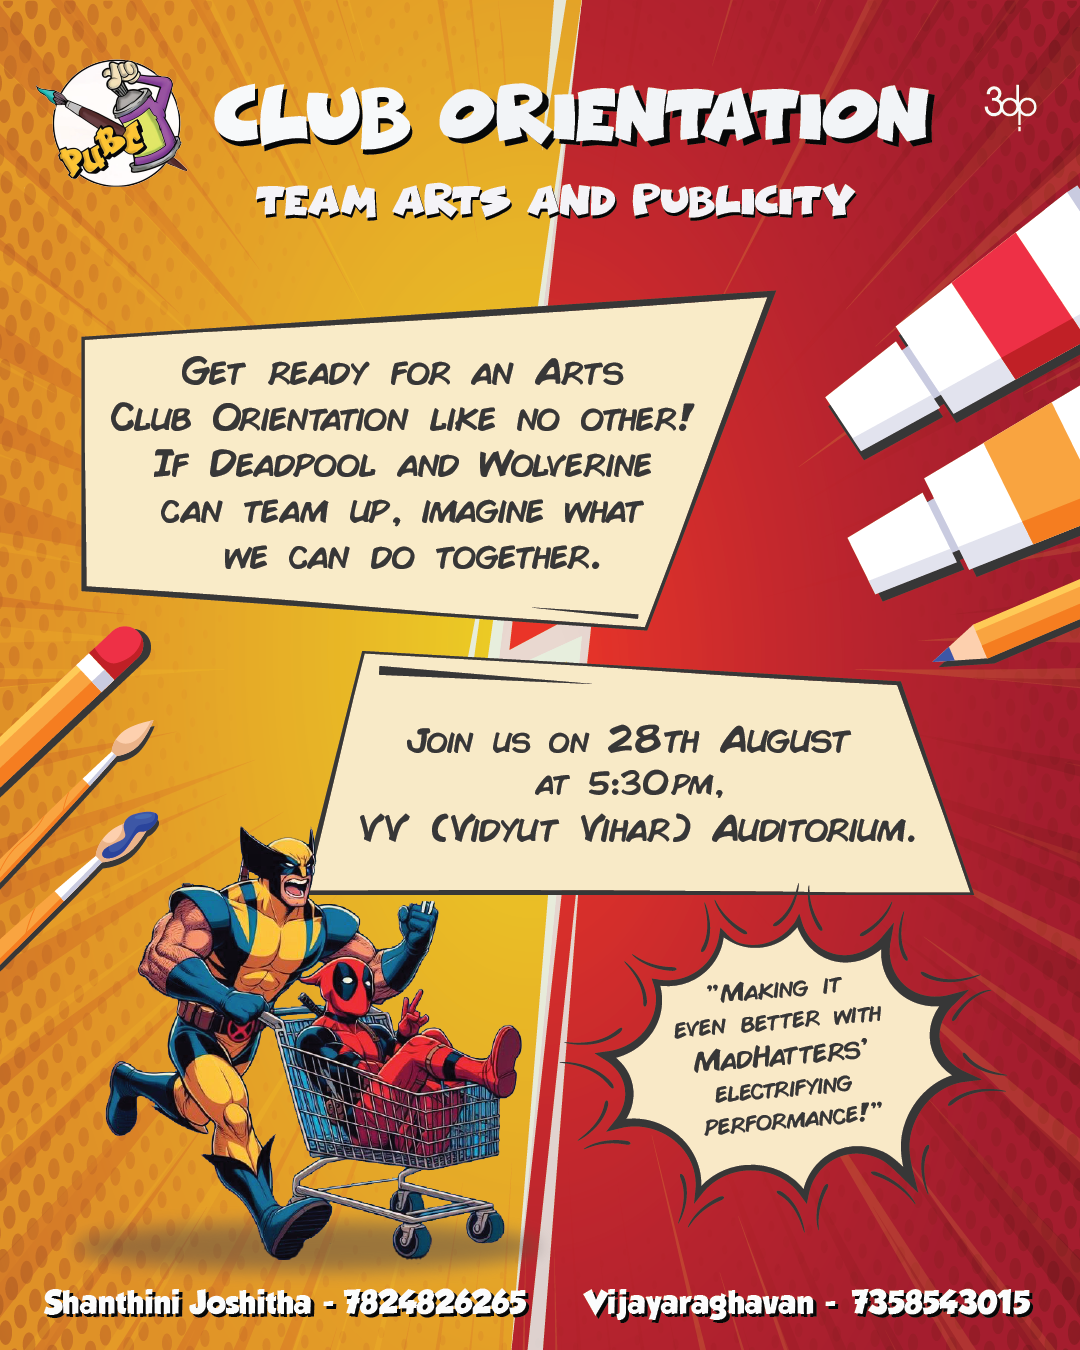 PUBC
CLUB ORIENTATION
3dp
TEAM ARTS AND PUBLICITY
GET READY FOR AN ARTS
CLUB ORIENTATION LIKE NO OTHER!
IF DEADPOOL AND WOLVERINE
CAN TEAM UP, IMAGINE WHAT
WE CAN DO TOGETHER.
JOIN US ON 28TH AUGUST
AT 5:30PM,
VV (VIDYUT VIHAR) AUDITORIUM.
"MAKING IT
EVEN BETTER WITH
MADHATTERS'
ELECTRIFYING
PERFORMANCE!"
Shanthini Joshitha - 7824826265
Vijayaraghavan - 7358543015